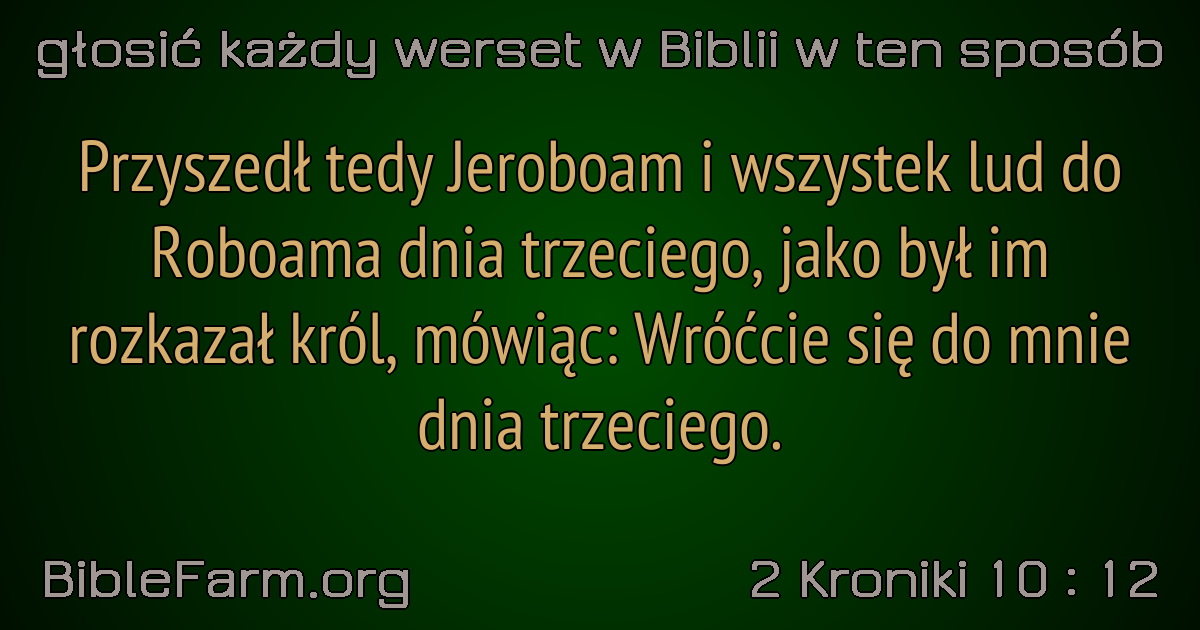 głosić każdy werset w Biblii w ten sposób
Przyszedł tedy Jeroboam i wszystek lud do
Roboama dnia trzeciego, jako był im
rozkazał król, mówiąc: Wróćcie się do mnie
dnia trzeciego.
BibleFarm.org
2 Kroniki 10 : 12